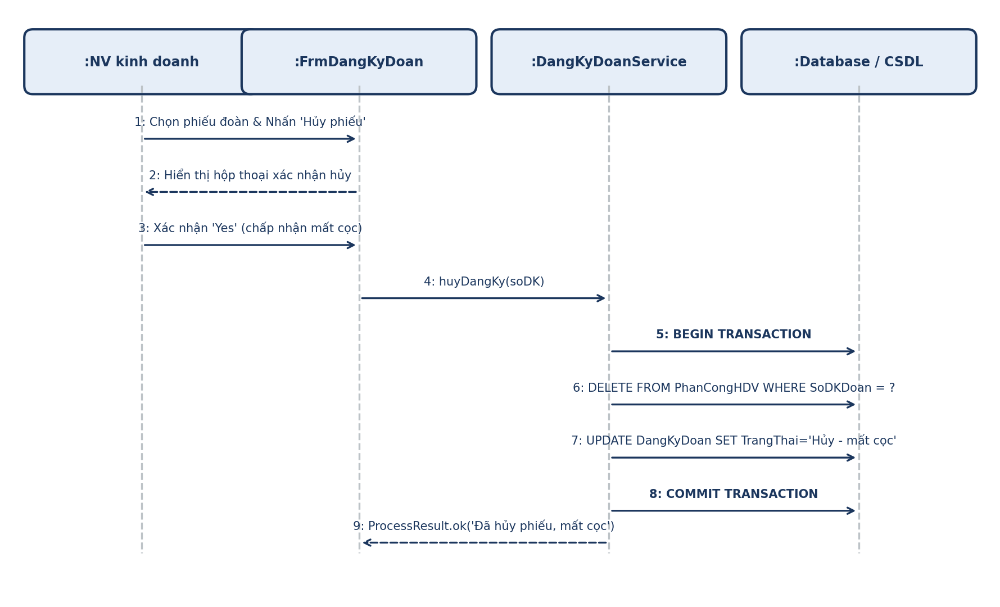 :NV kinh doanh
:FrmDangKyDoan
:DangKyDoanService
:Database / CSDL
1: Chọn phiếu đoàn & Nhấn 'Hủy phiếu'
2: Hiển thị hộp thoại xác nhận hủy
3: Xác nhận 'Yes' (chấp nhận mất cọc)
4: huyDangKy(soDK)
5: BEGIN TRANSACTION
6: DELETE FROM PhanCongHDV WHERE SoDKDoan = ?
7: UPDATE DangKyDoan SET TrangThai='Hủy - mất cọc'
8: COMMIT TRANSACTION
9: ProcessResult.ok('Đã hủy phiếu, mất cọc')